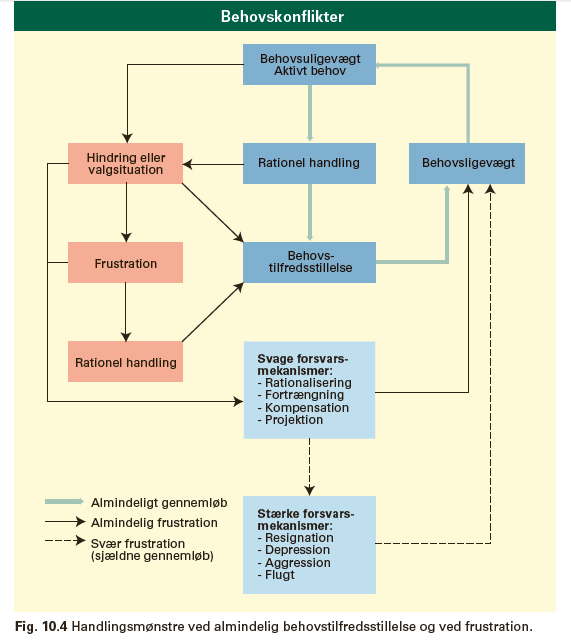 Behovskonflikter
Behovsuligevægt
Aktivt behov
Hindring eller
valgsituation
Rationel handling
Behovsligevægt
Frustration
Behovs-
tilfredsstillelse
Rationel handling
Svage forsvars-
mekanismer:
- Rationalisering
- Fortrængning
- Kompensation
- Projektion
Almindeligt gennemløb
Almindelig frustration
Svær frustration
(sjældne gennemløb)
Stærke forsvars-
mekanismer:
- Resignation
- Depression
- Aggression
- Flugt
Fig. 10.4 Handlingsmønstre ved almindelig behovstilfredsstillelse og ved frustration.